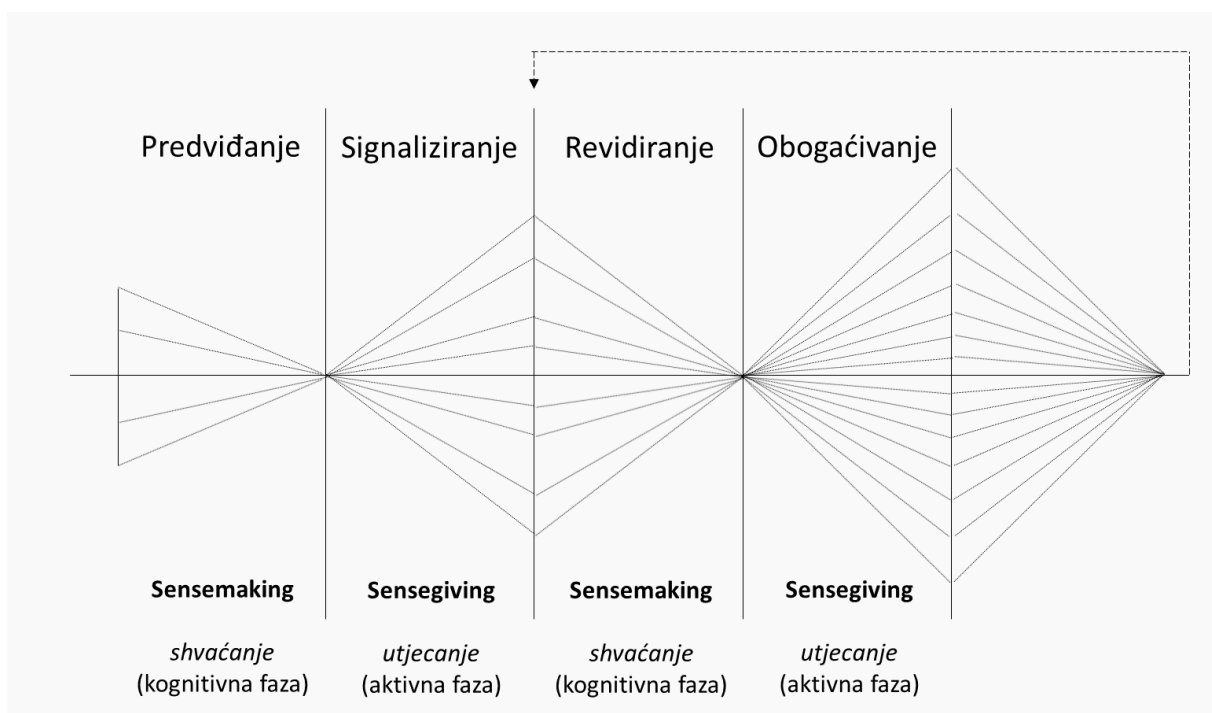 Predviđanje
Signaliziranje
Revidiranje
Obogaćivanje
Sensemaking
Sensegiving
Sensemaking
Sensegiving
shvaćanje
(kognitivna faza)
utjecanje
(aktivna faza)
shvaćanje
(kognitivna faza)
utjecanje
(aktivna faza)